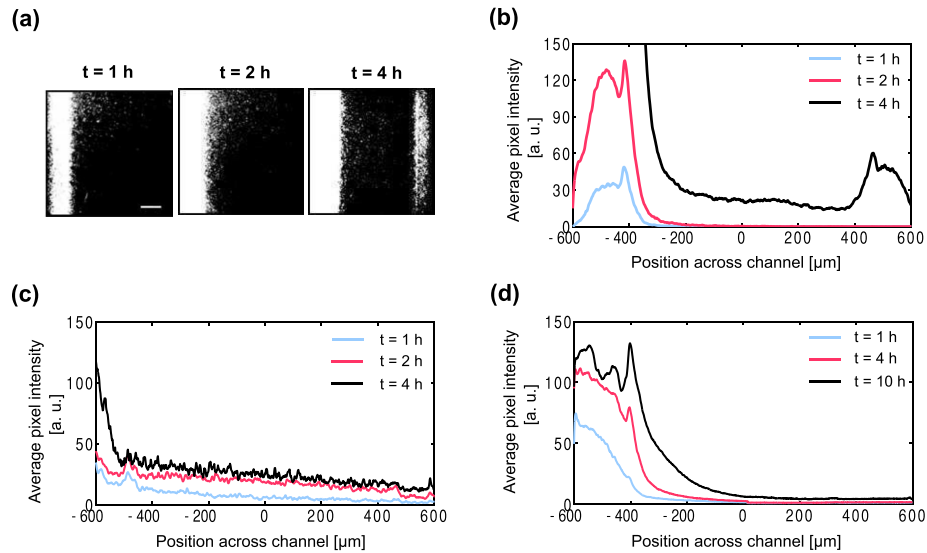 (a)
t = 1 h
t = 2 h
t = 4 h
(b)
Average pixel intensity
[a. u.]
150
120
90
60
30
0
t = 1 h
t = 2 h
t = 4 h
- 600
- 400
- 200
0
200
400
600
Position across channel [µm]
(c)
Average pixel intensity
[a. u.]
150
100
50
0
t = 1 h
t = 2 h
t = 4 h
- 600
- 400
- 200
0
200
400
600
Position across channel [µm]
(d)
Average pixel intensity
[a. u.]
150
100
50
0
t = 1 h
t = 4 h
t = 10 h
- 600
- 400
- 200
0
200
400
600
Position across channel [µm]